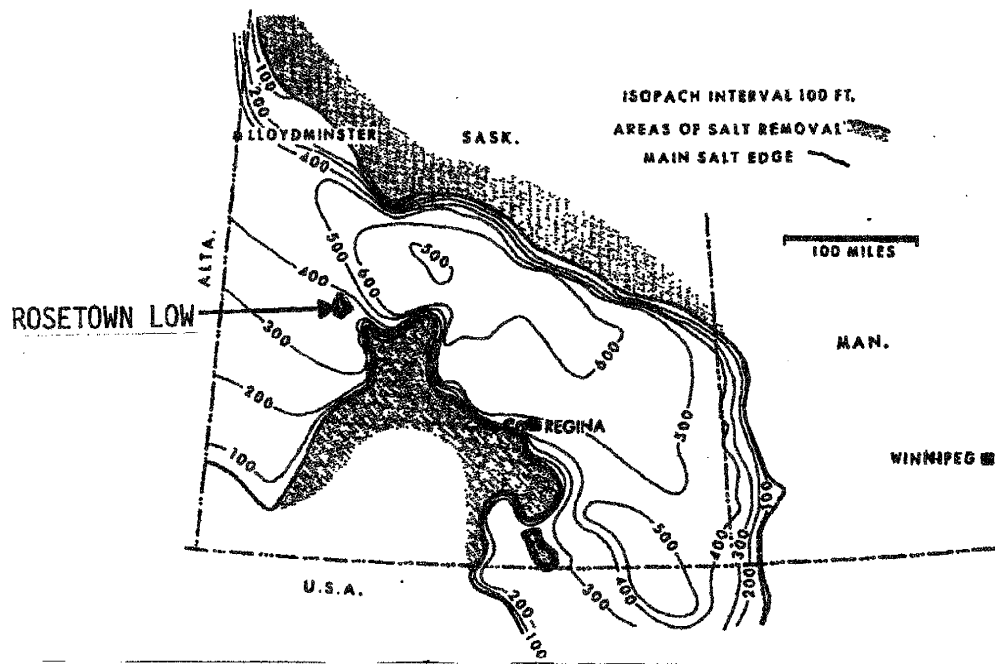 ISOPACH INTERVAL 100 FT.
AREAS OF SALT REMOVAL
MAIN SALT EDGE
100
200
LLOYDMINSTER
SASK.
400
100 MILES
ALTA.
500
600
500
400
ROSETOWN LOW
300
MAN.
600
200
500
REGINA
100
WINNIPEG
100
500
400
300
200
U.S.A.
300
400
200
100